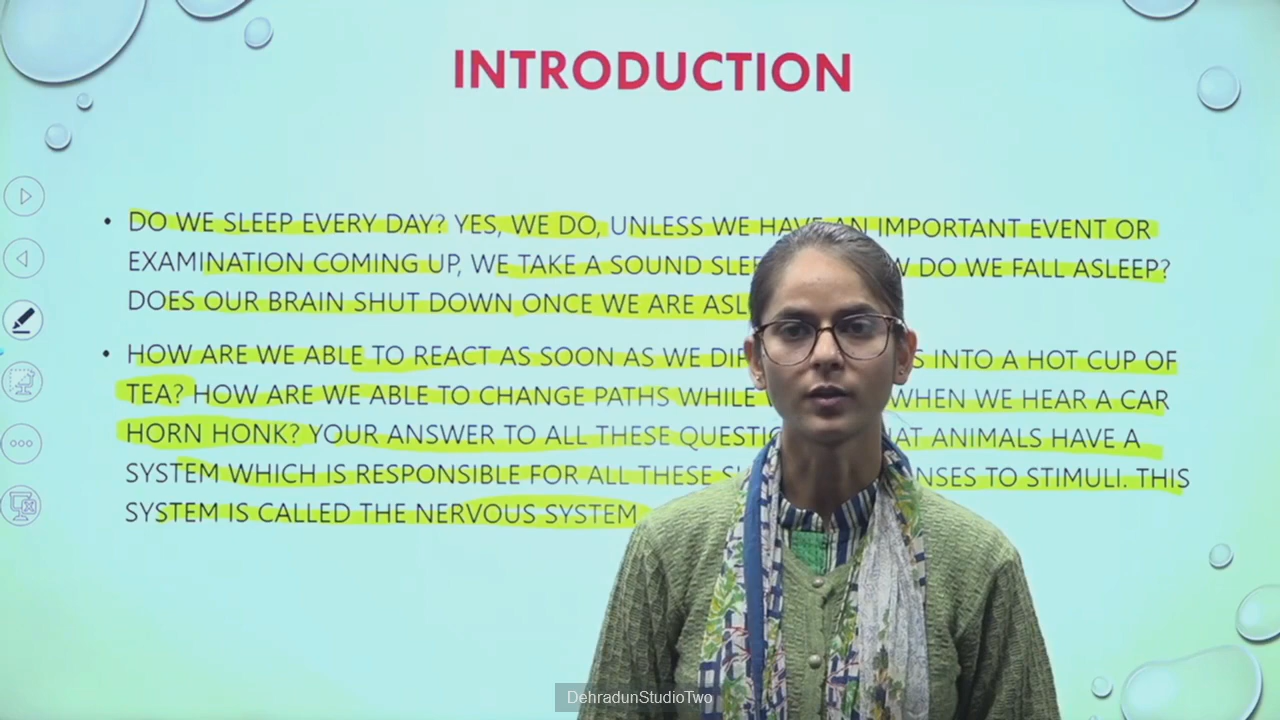 INTRODUCTION
• DO WE SLEEP EVERY DAY? YES, WE DO, UNLESS WE HAVE AN IMPORTANT EVENT OR
EXAMINATION COMING UP, WE TAKE A SOUND DO WE FALL ASLEEP?
DOES OUR BRAIN SHUT DOWN ONCE WE ARE
• HOW ARE WE ABLE TO REACT AS SOON AS WE INTO A HOT CUP OF
TEA? HOW ARE WE ABLE TO CHANGE PATHS WHILE WHEN WE HEAR A CAR
HORN HONK? YOUR ANSWER TO ALL THESE ANIMALS HAVE A
SYSTEM WHICH IS RESPONSIBLE FOR ALL THESE TO STIMULI. THIS
SYSTEM IS CALLED THE NERVOUS SYSTEM
DehradunStudioTwo